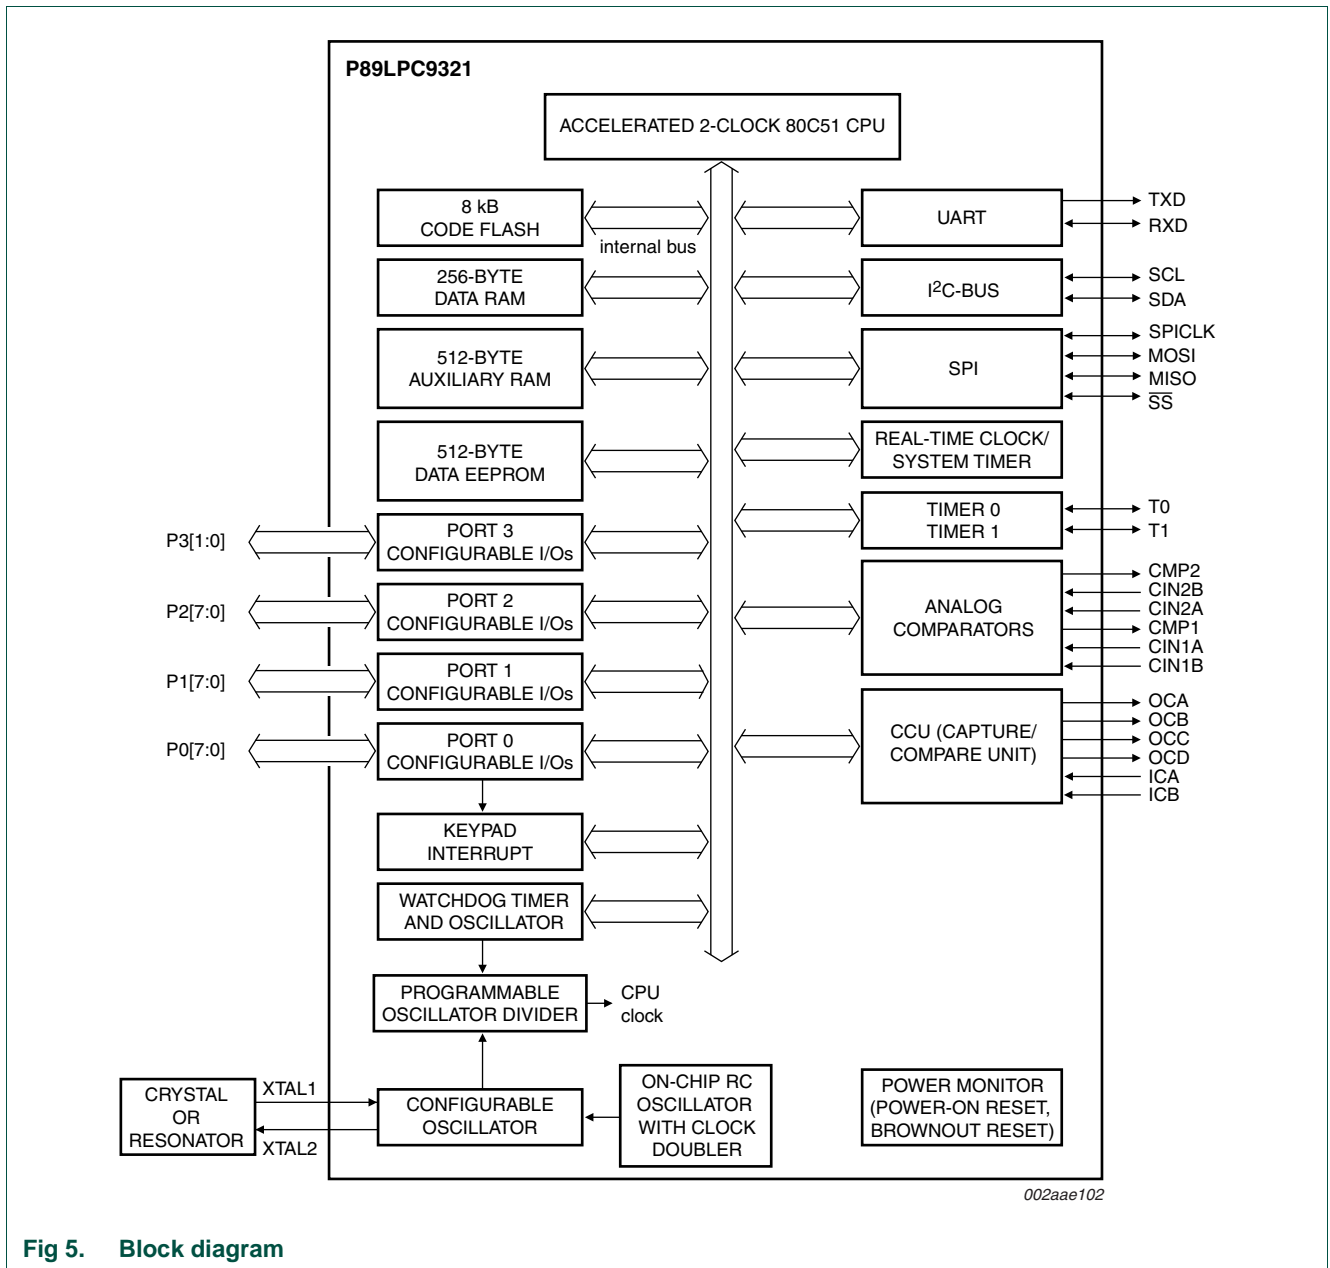 P89LPC9321
ACCELERATED 2-CLOCK 80C51 CPU
8 kB
CODE FLASH
internal bus
256-BYTE
DATA RAM
512-BYTE
AUXILIARY RAM
512-BYTE
DATA EEPROM
P3[1:0]
PORT 3
CONFIGURABLE I/Os
P2[7:0]
PORT 2
CONFIGURABLE I/Os
P1[7:0]
PORT 1
CONFIGURABLE I/Os
P0[7:0]
PORT 0
CONFIGURABLE I/Os
KEYPAD
INTERRUPT
WATCHDOG TIMER
AND OSCILLATOR
PROGRAMMABLE
OSCILLATOR DIVIDER
CPU
clock
CRYSTAL
OR
RESONATOR
XTAL1
XTAL2
CONFIGURABLE
OSCILLATOR
ON-CHIP RC
OSCILLATOR
WITH CLOCK
DOUBLER
UART
TXD
RXD
I²C-BUS
SCL
SDA
SPI
SPICLK
MOSI
MISO
S̅S̅
REAL-TIME CLOCK/
SYSTEM TIMER
TIMER 0
TIMER 1
T0
T1
ANALOG
COMPARATORS
CMP2
CIN2B
CIN2A
CMP1
CIN1A
CIN1B
CCU (CAPTURE/
COMPARE UNIT)
OCA
OCB
OCC
OCD
ICA
ICB
POWER MONITOR
(POWER-ON RESET,
BROWNOUT RESET)
002aae102
Fig 5. Block diagram